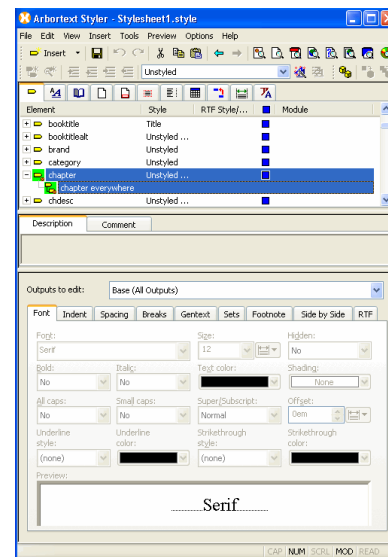 Arbortext Styler - Stylesheet1.style
File Edit View Insert Tools Preview Options Help
Insert
Unstyled
Element Style RTF Style/... Module
booktitle Title
booktitlealt Unstyled ...
brand Unstyled ...
category Unstyled ...
chapter Unstyled ...
chapter everywhere
chdesc Unstyled ...
Description Comment
Outputs to edit: Base (All Outputs)
Font Indent Spacing Breaks Gentext Sets Footnote Side by Side RTF
Font: Size: Hidden:
Serif 12 No
Bold: Italic: Text color: Shading:
No No None
All caps: Small caps: Super/Subscript: Offset:
No No Normal 0em
Underline style: Underline color: Strikethrough style: Strikethrough color:
(none) (none)
Preview:
Serif
CAP NUM SCRL MOD READ